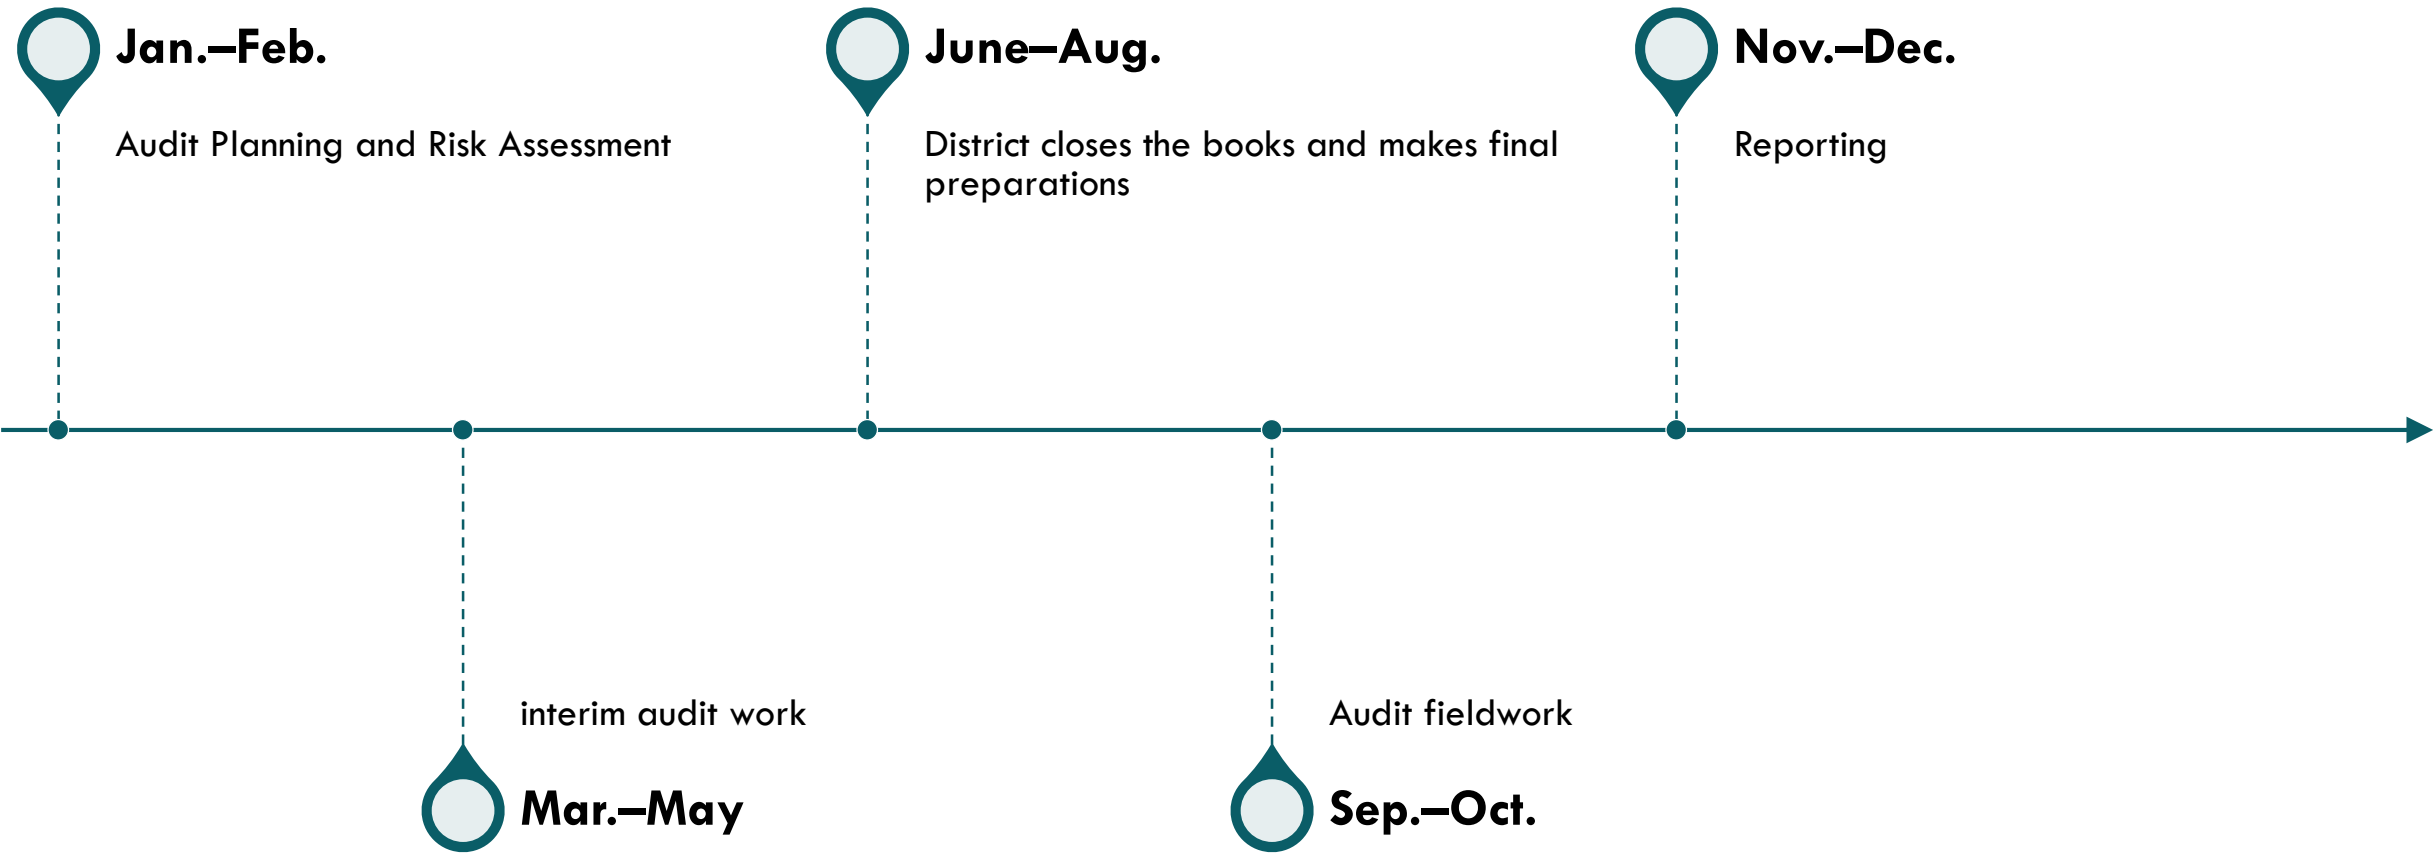 Jan.–Feb.
Audit Planning and Risk Assessment
June–Aug.
District closes the books and makes final
preparations
Nov.–Dec.
Reporting
interim audit work
Mar.–May
Audit fieldwork
Sep.–Oct.